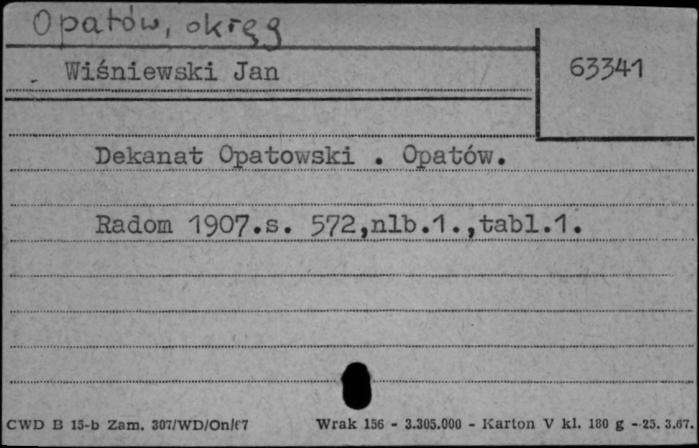 Opatów, okręg
Wiśniewski Jan
63341
Dekanat Opatowski . Opatów.
Radom 1907.s. 572,nlb.1.,tabl.1.
CWD B 15-b Zam. 307/WD/On/67 Wrak 156 - 3.305.000 - Karton V kl. 180 g - 25. 3.67.